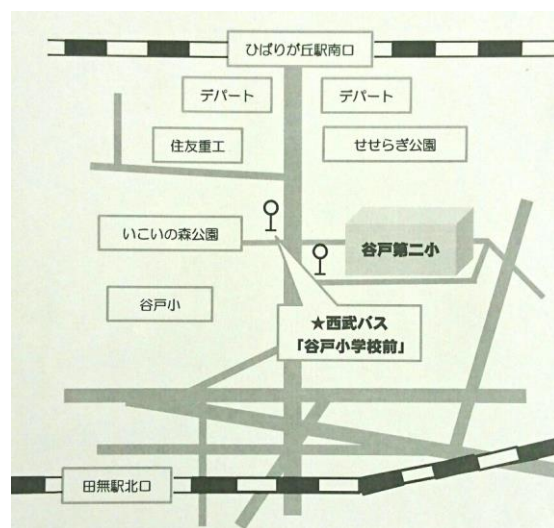 ひばりが丘駅南口
デパート
デパート
住友重工
せせらぎ公園
いこいの森公園
谷戸第二小
谷戸小
★西武バス
「谷戸小学校前」
田無駅北口